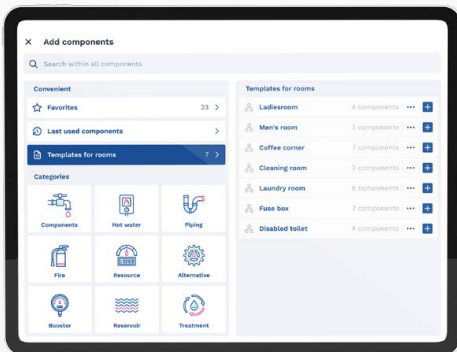 × Add components
Search within all components
Convenient
Favorites 23 >
Last used components >
Templates for rooms 7 >
Categories
Components Hot water Piping
Fire Resource Alternative
Booster Reservoir Treatment
Templates for rooms
Ladiesroom 4 components ••• +
Men's room 3 components ••• +
Coffee corner 7 components ••• +
Cleaning room 2 components ••• +
Laundry room 6 components ••• +
Fuse box 7 components ••• +
Disabled toilet 4 components ••• +